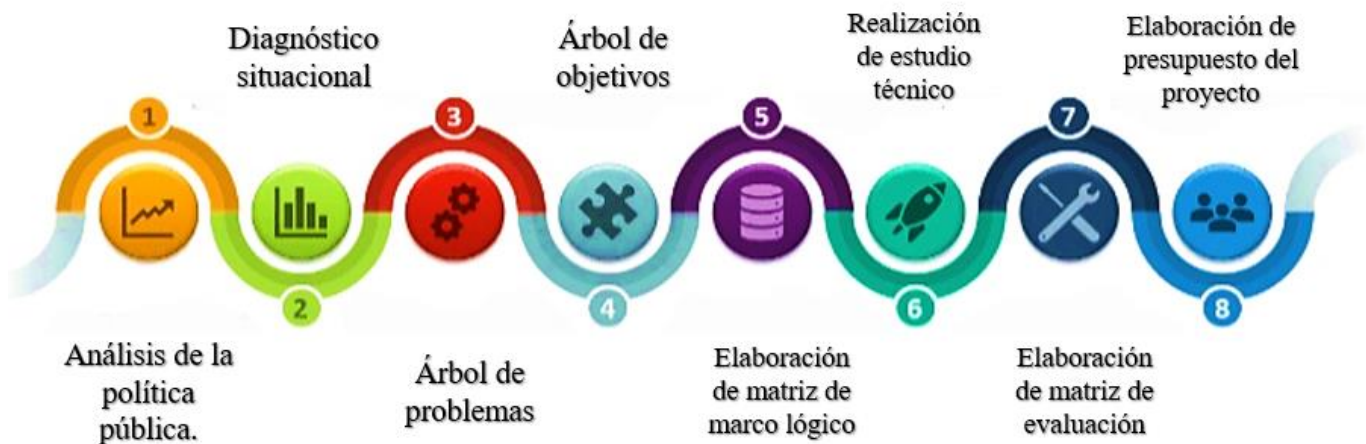 1
Análisis de la
política
pública.
Diagnóstico
situacional
2
3
Árbol de
problemas
Árbol de
objetivos
4
5
Elaboración
de matriz de
marco lógico
Realización
de estudio
técnico
6
7
Elaboración
de matriz de
evaluación
Elaboración de
presupuesto del
proyecto
8